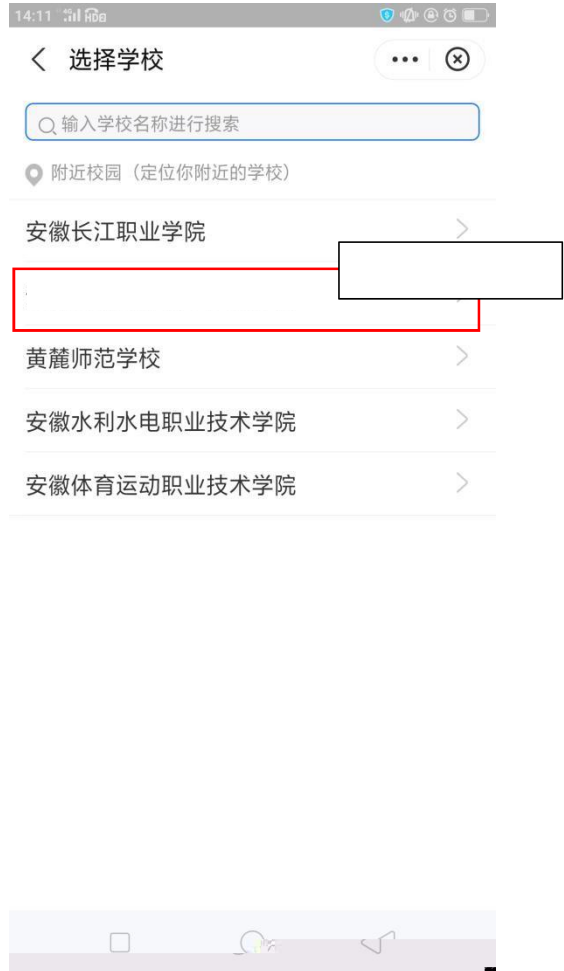 14:11 4G HD
选择学校
输入学校名称进行搜索
附近校园（定位你附近的学校）
安徽长江职业学院
黄麓师范学校
安徽水利水电职业技术学院
安徽体育运动职业技术学院